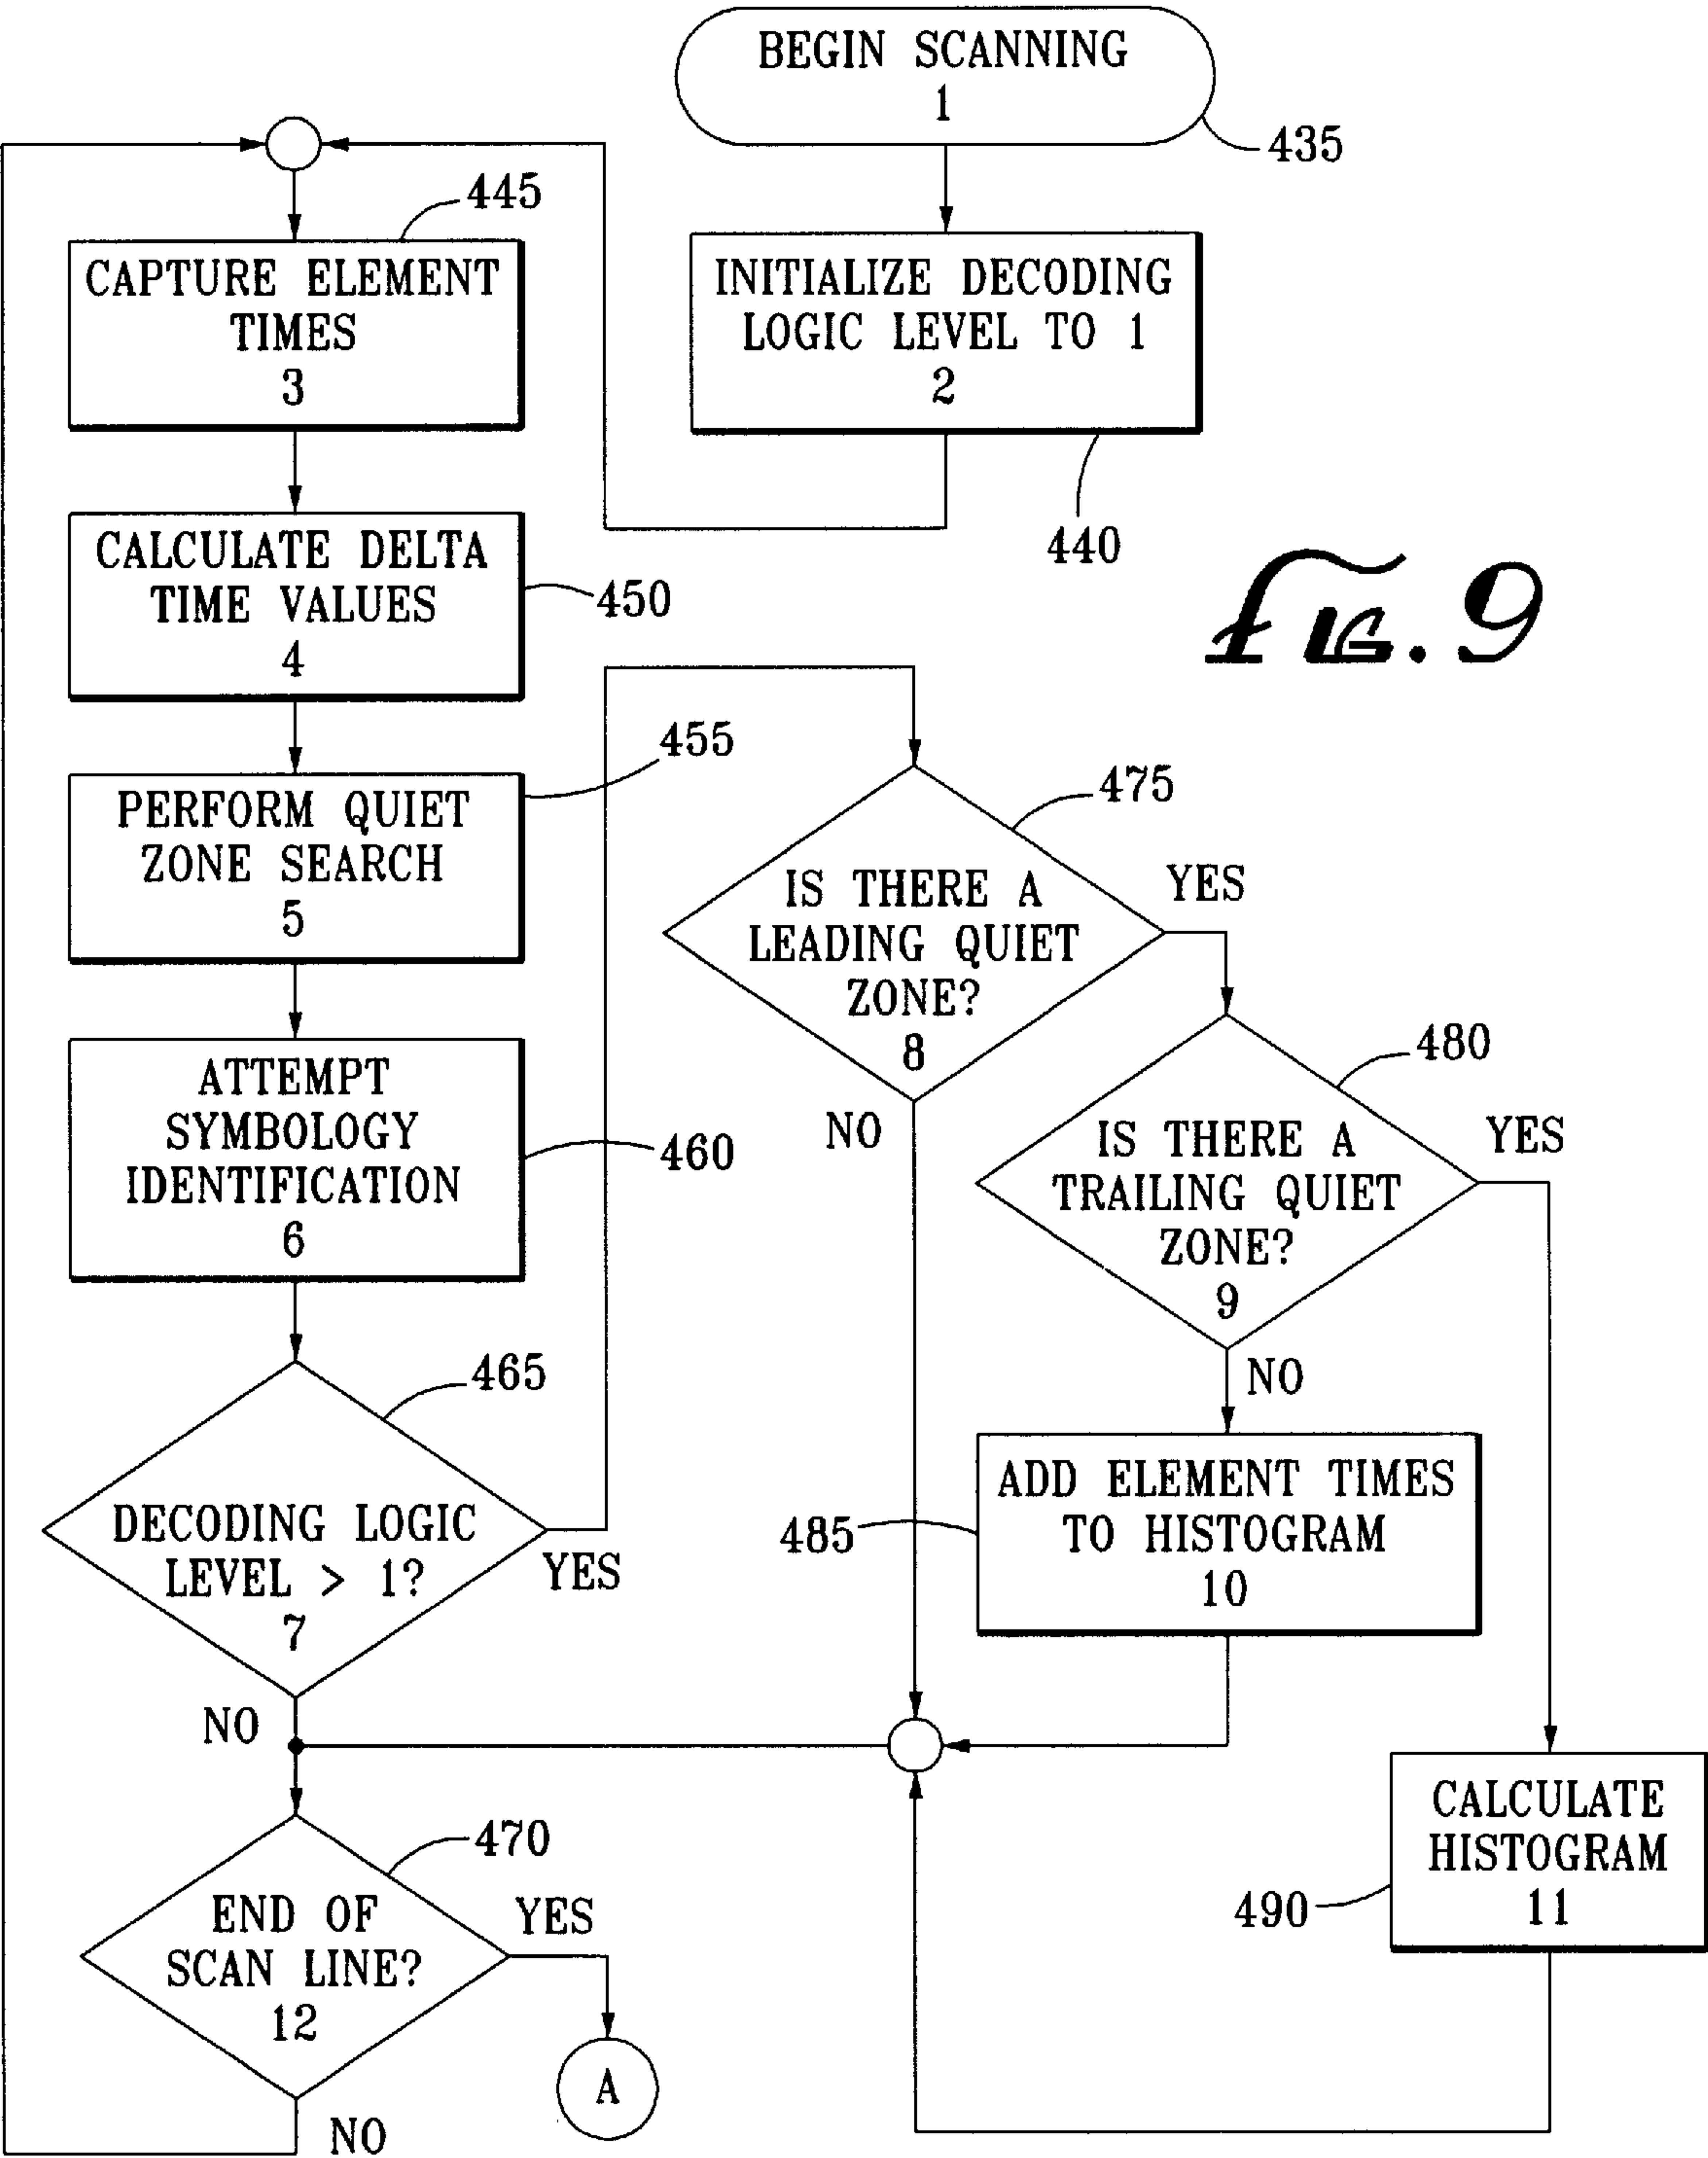 BEGIN SCANNING
1
435
445
CAPTURE ELEMENT
TIMES
3
INITIALIZE DECODING
LOGIC LEVEL TO 1
2
440
CALCULATE DELTA
TIME VALUES
4
450
FIG. 9
455
PERFORM QUIET
ZONE SEARCH
5
475
IS THERE A
LEADING QUIET
ZONE?
8
YES
NO
ATTEMPT
SYMBOLOGY
IDENTIFICATION
6
460
480
IS THERE A
TRAILING QUIET
ZONE?
9
YES
NO
465
DECODING LOGIC
LEVEL > 1?
7
YES
NO
485
ADD ELEMENT TIMES
TO HISTOGRAM
10
CALCULATE
HISTOGRAM
11
490
470
END OF
SCAN LINE?
12
YES
A
NO